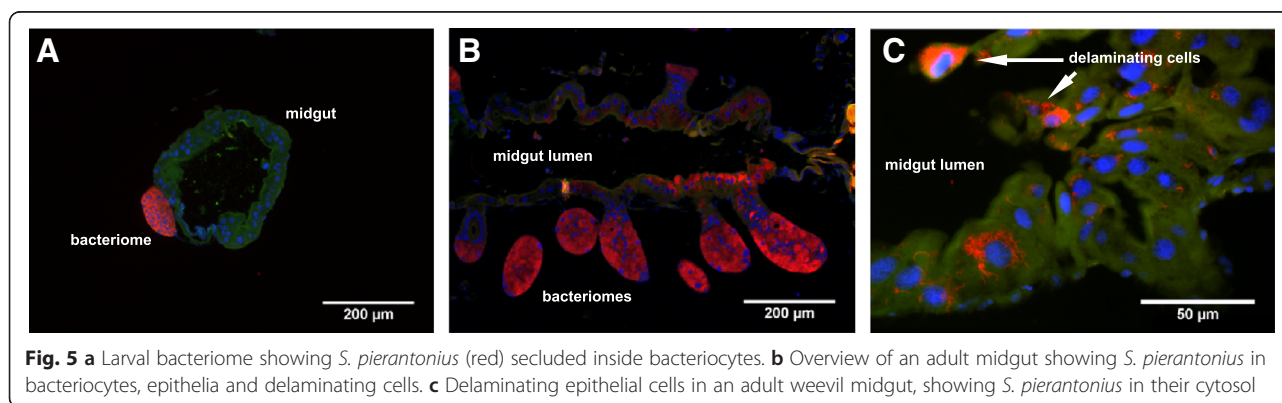 A
midgut
bacteriome
200 µm
B
midgut lumen
bacteriomes
200 µm
C
delaminating cells
midgut lumen
50 µm
Fig. 5 a Larval bacteriome showing S. pierantonius (red) secluded inside bacteriocytes. b Overview of an adult midgut showing S. pierantonius in
bacteriocytes, epithelia and delaminating cells. c Delaminating epithelial cells in an adult weevil midgut, showing S. pierantonius in their cytosol